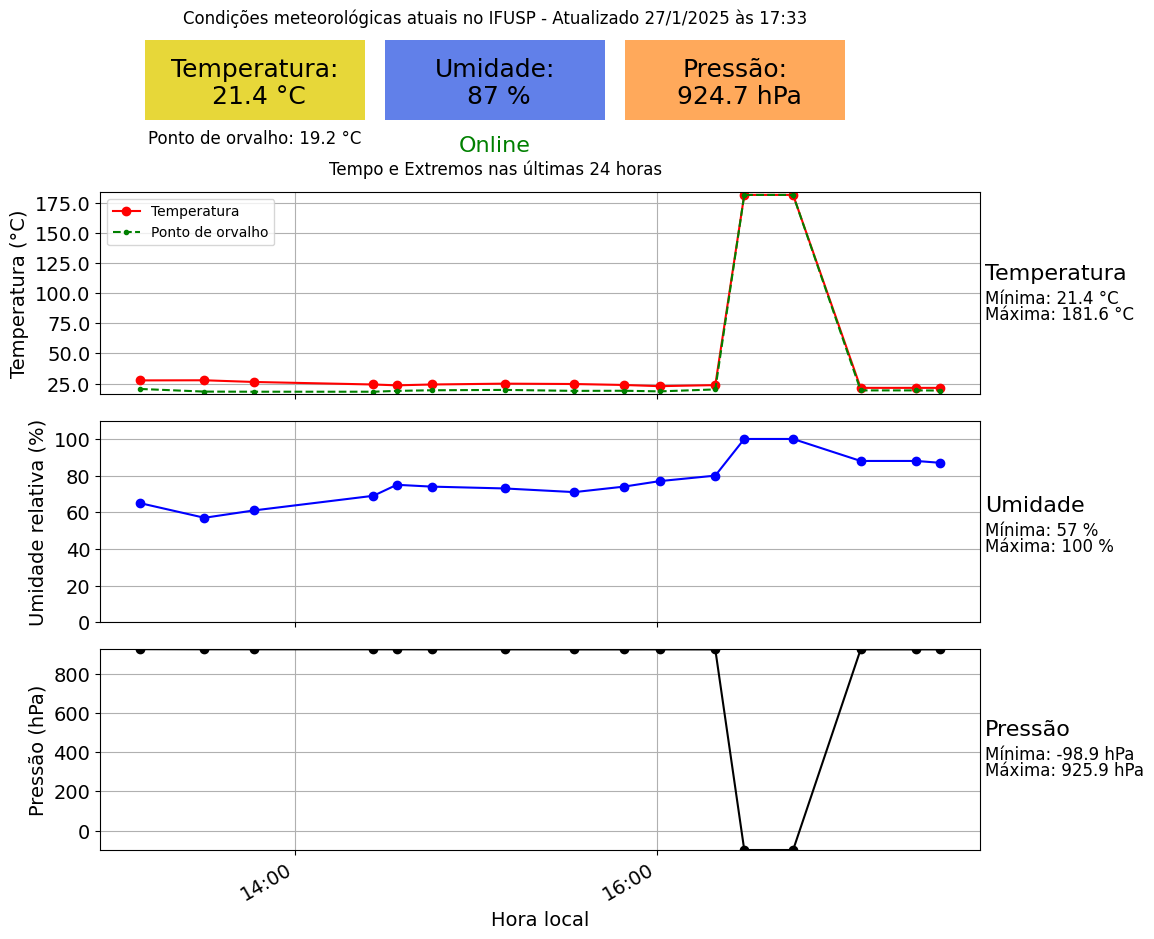 Condições meteorológicas atuais no IFUSP - Atualizado 27/1/2025 às 17:33
Temperatura:
21.4 °C
Umidade:
87 %
Pressão:
924.7 hPa
Ponto de orvalho: 19.2 °C
Online
Tempo e Extremos nas últimas 24 horas
Temperatura (°C)
175.0
150.0
125.0
100.0
75.0
50.0
25.0
Temperatura
Ponto de orvalho
Temperatura
Mínima: 21.4 °C
Máxima: 181.6 °C
Umidade relativa (%)
100
80
60
40
20
0
Umidade
Mínima: 57 %
Máxima: 100 %
Pressão (hPa)
800
600
400
200
0
Pressão
Mínima: -98.9 hPa
Máxima: 925.9 hPa
14:00
16:00
Hora local